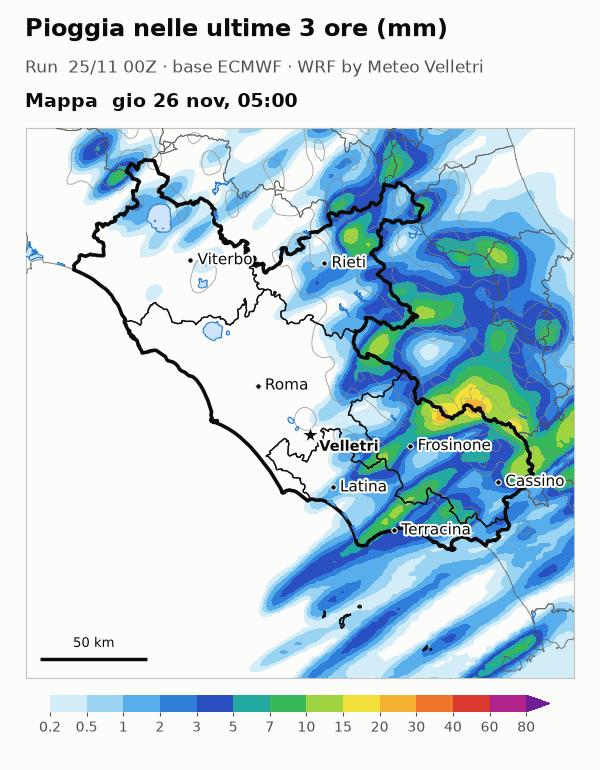 Pioggia nelle ultime 3 ore (mm)
Run  25/11 00Z · base ECMWF · WRF by Meteo Velletri
Mappa  gio 26 nov, 05:00
Viterbo
Rieti
Roma
Velletri
Frosinone
Latina
Cassino
Terracina
50 km
0.2 0.5 1 2 3 5 7 10 15 20 30 40 60 80